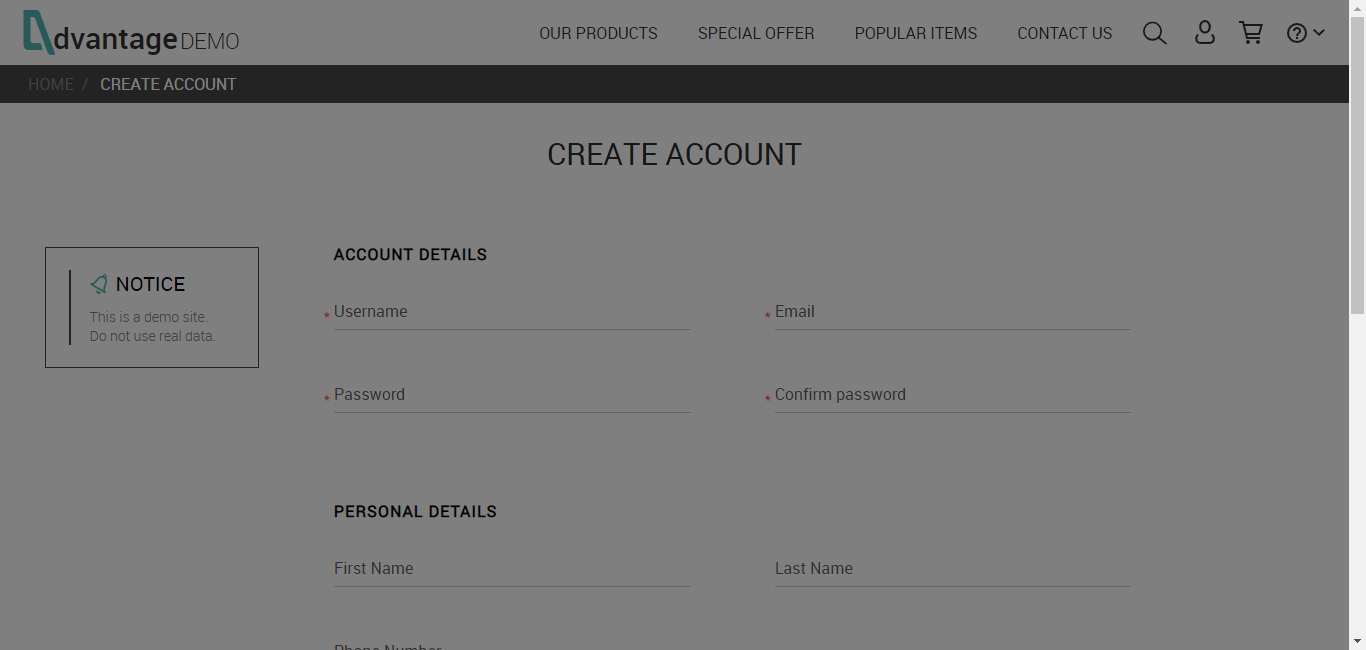 dvantage DEMO
OUR PRODUCTS
SPECIAL OFFER
POPULAR ITEMS
CONTACT US
HOME / CREATE ACCOUNT
CREATE ACCOUNT
NOTICE
This is a demo site.
Do not use real data.
ACCOUNT DETAILS
* Username
* Email
* Password
* Confirm password
PERSONAL DETAILS
First Name
Last Name
Phone Number